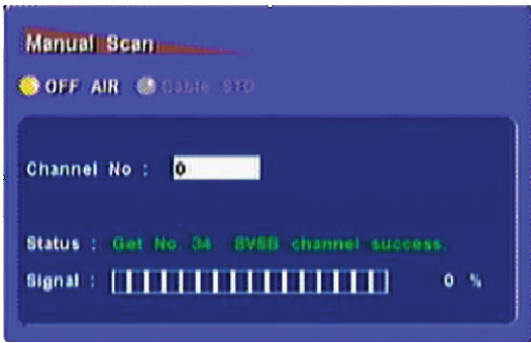 Manual Scan
OFF AIR Cable STD
Channel No : 0
Status : Get No. 34 8VSB channel success.
Signal : 0 %